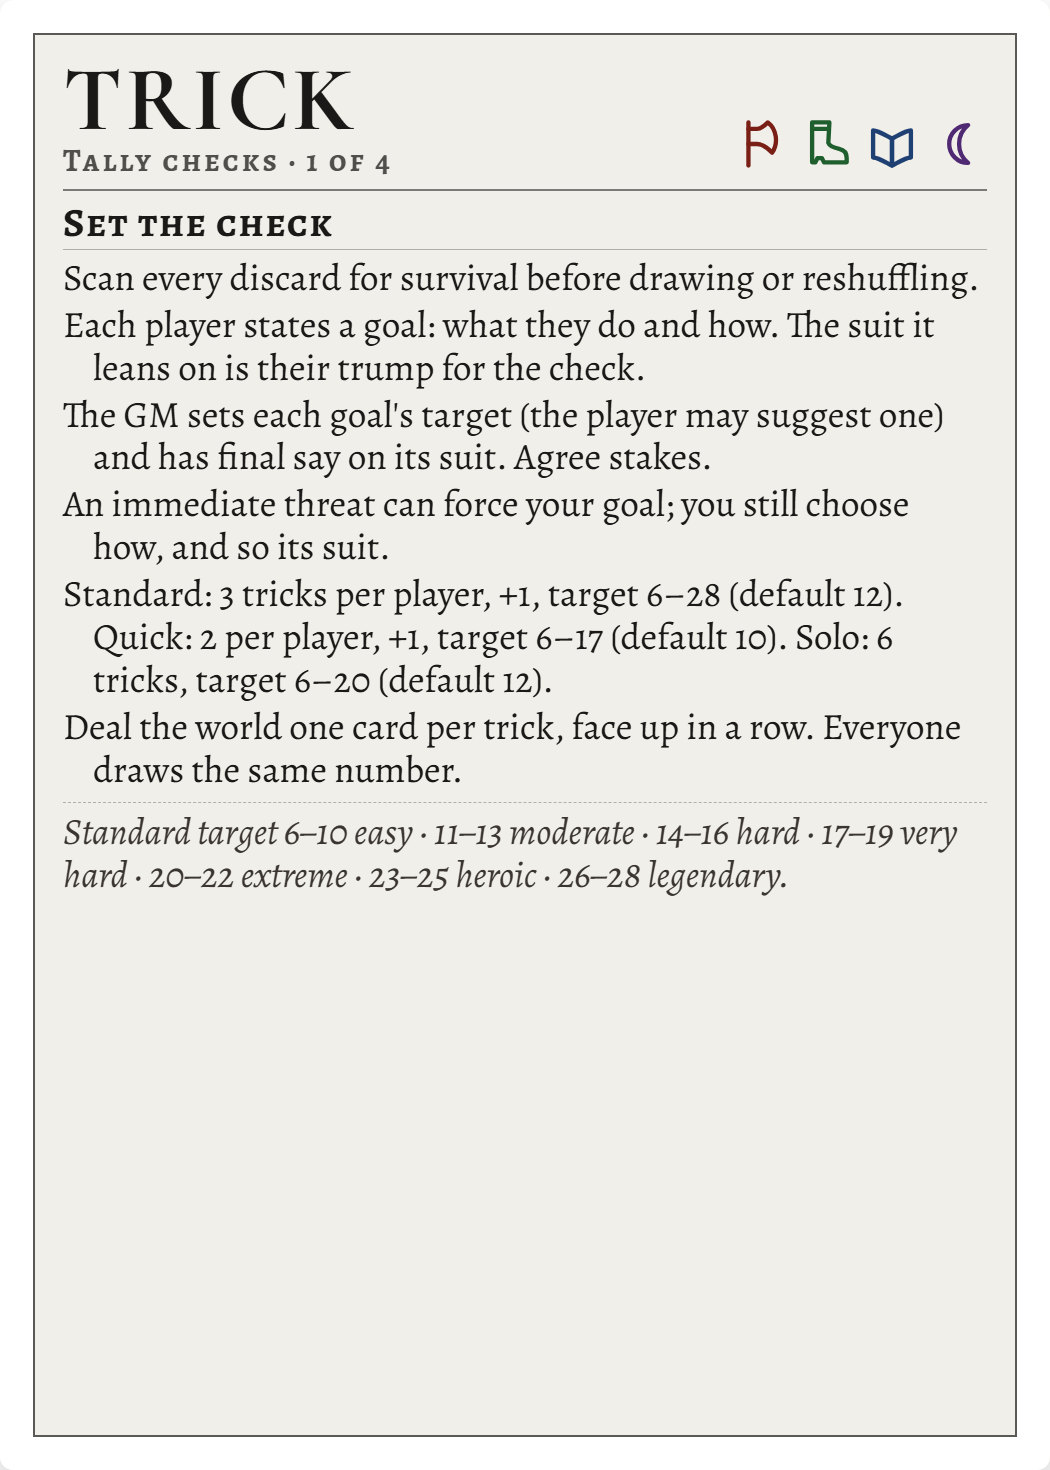 TRICK
Tally checks · 1 of 4
Set the check
Scan every discard for survival before drawing or reshuffling.
Each player states a goal: what they do and how. The suit it
leans on is their trump for the check.
The GM sets each goal's target (the player may suggest one)
and has final say on its suit. Agree stakes.
An immediate threat can force your goal; you still choose
how, and so its suit.
Standard: 3 tricks per player, +1, target 6–28 (default 12).
Quick: 2 per player, +1, target 6–17 (default 10). Solo: 6
tricks, target 6–20 (default 12).
Deal the world one card per trick, face up in a row. Everyone
draws the same number.
Standard target 6–10 easy · 11–13 moderate · 14–16 hard · 17–19 very
hard · 20–22 extreme · 23–25 heroic · 26–28 legendary.